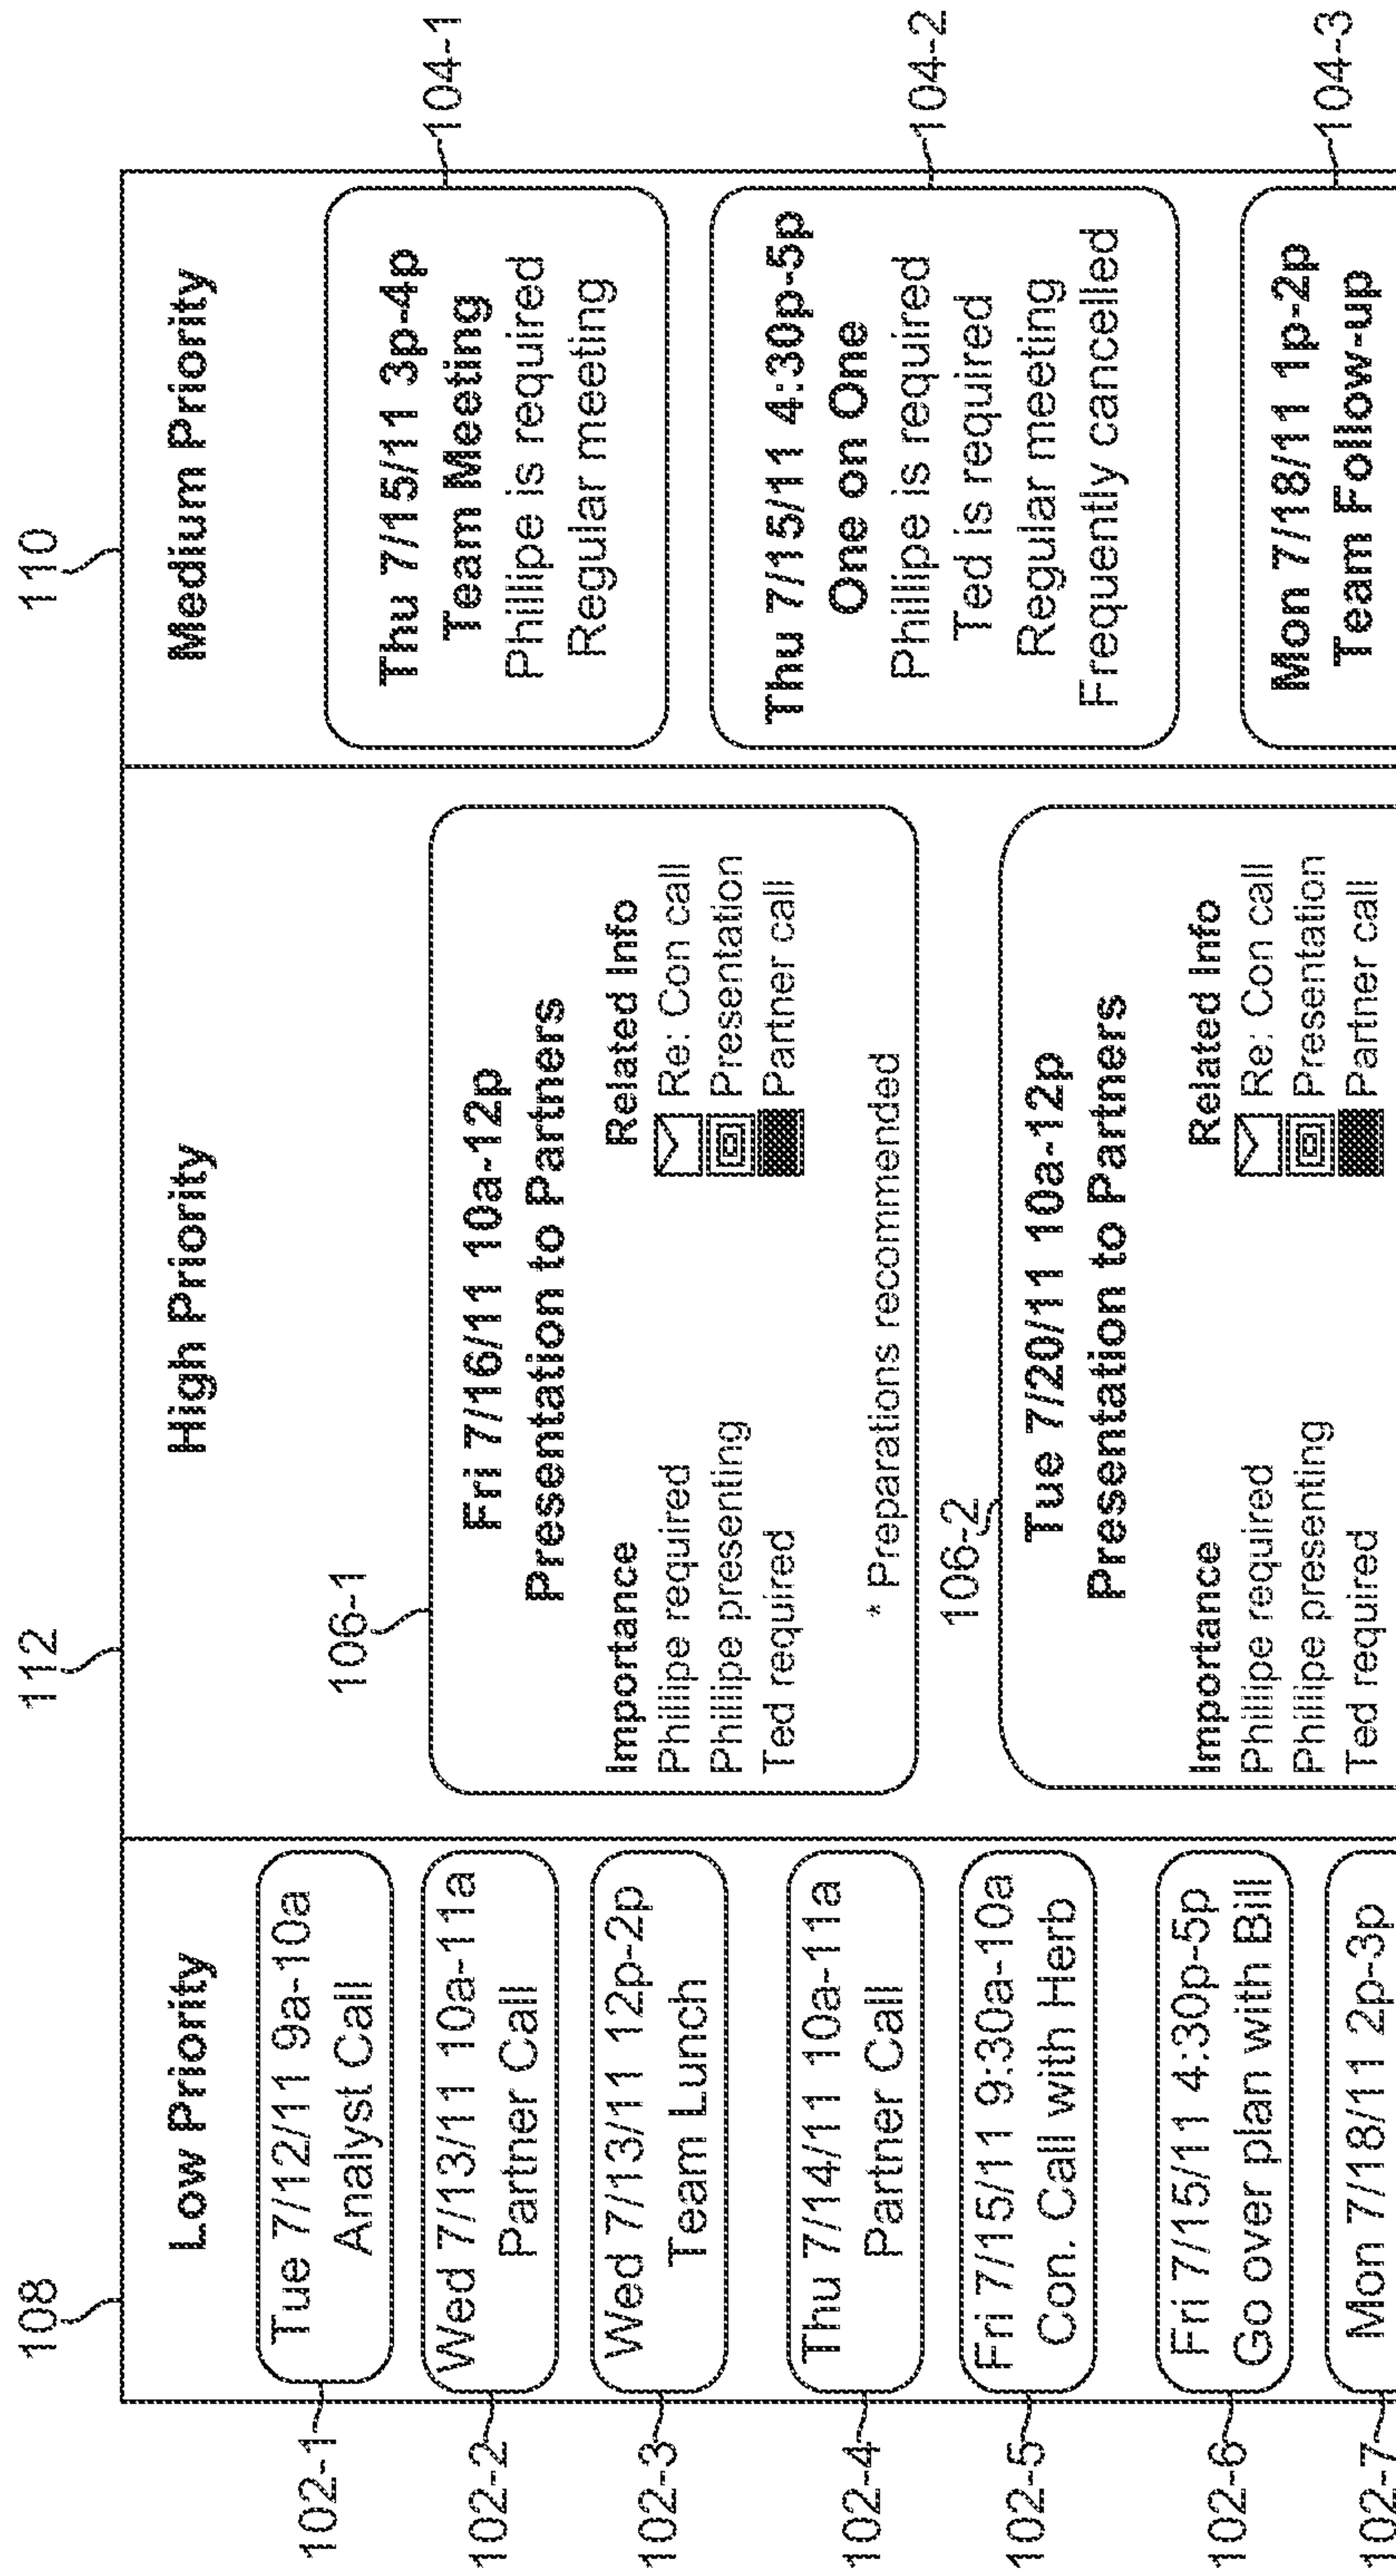 108
112
110
Low Priority
High Priority
Medium Priority
102-1
Tue 7/12/11 9a-10a
Analyst Call
102-2
Wed 7/13/11 10a-11a
Partner Call
102-3
Wed 7/13/11 12p-2p
Team Lunch
102-4
Thu 7/14/11 10a-11a
Partner Call
102-5
Fri 7/15/11 9:30a-10a
Con. Call with Herb
102-6
Fri 7/15/11 4:30p-5p
Go over plan with Bill
102-7
Mon 7/18/11 2p-3p
106-1
Fri 7/16/11 10a-12p
Presentation to Partners
Importance
Phillipe required
Phillipe presenting
Ted required
Related Info
Re: Con call
Presentation
Partner call
* Preparations recommended
106-2
Tue 7/20/11 10a-12p
Presentation to Partners
Importance
Phillipe required
Phillipe presenting
Ted required
Related Info
Re: Con call
Presentation
Partner call
104-1
Thu 7/15/11 3p-4p
Team Meeting
Phillipe is required
Regular meeting
104-2
Thu 7/15/11 4:30p-5p
One on One
Phillipe is required
Ted is required
Regular meeting
Frequently cancelled
104-3
Mon 7/18/11 1p-2p
Team Follow-up